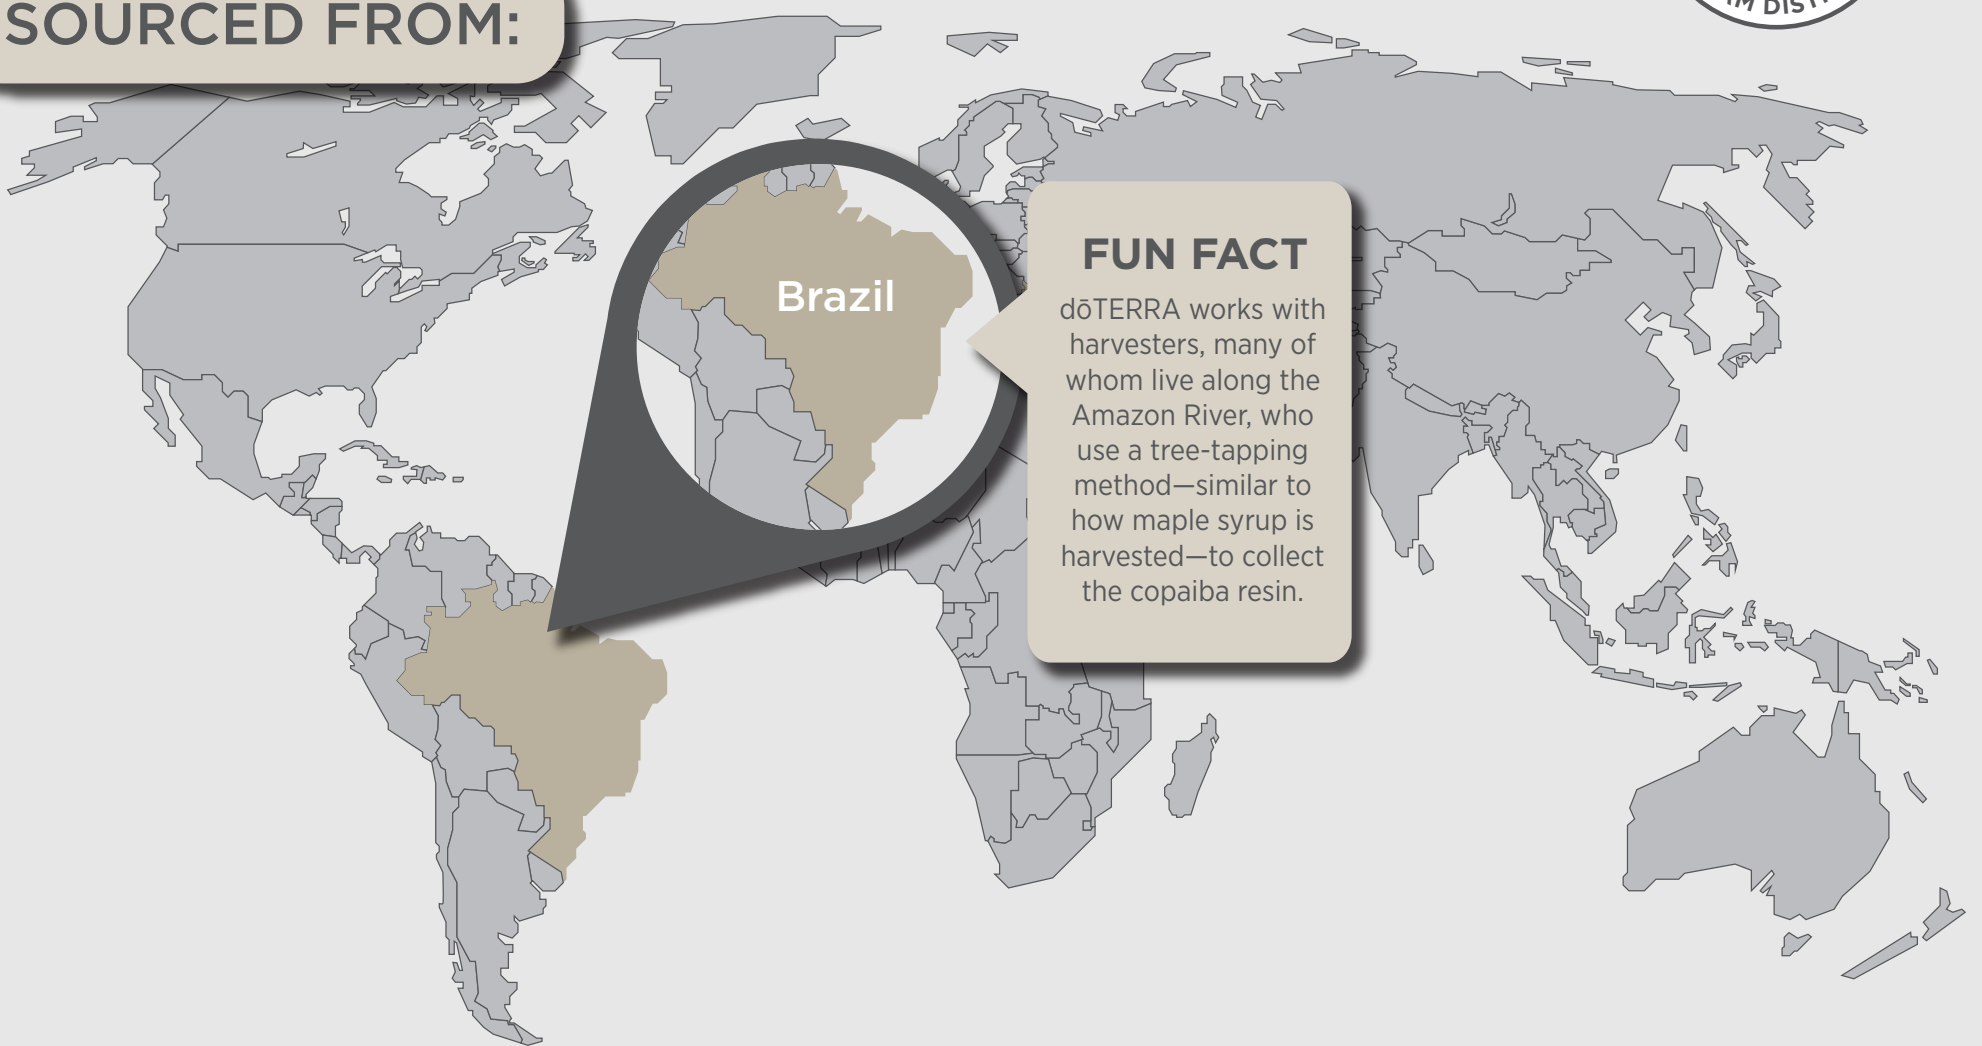 SOURCED FROM:
Brazil
FUN FACT
dōTERRA works with
harvesters, many of
whom live along the
Amazon River, who
use a tree-tapping
method—similar to
how maple syrup is
harvested—to collect
the copaiba resin.